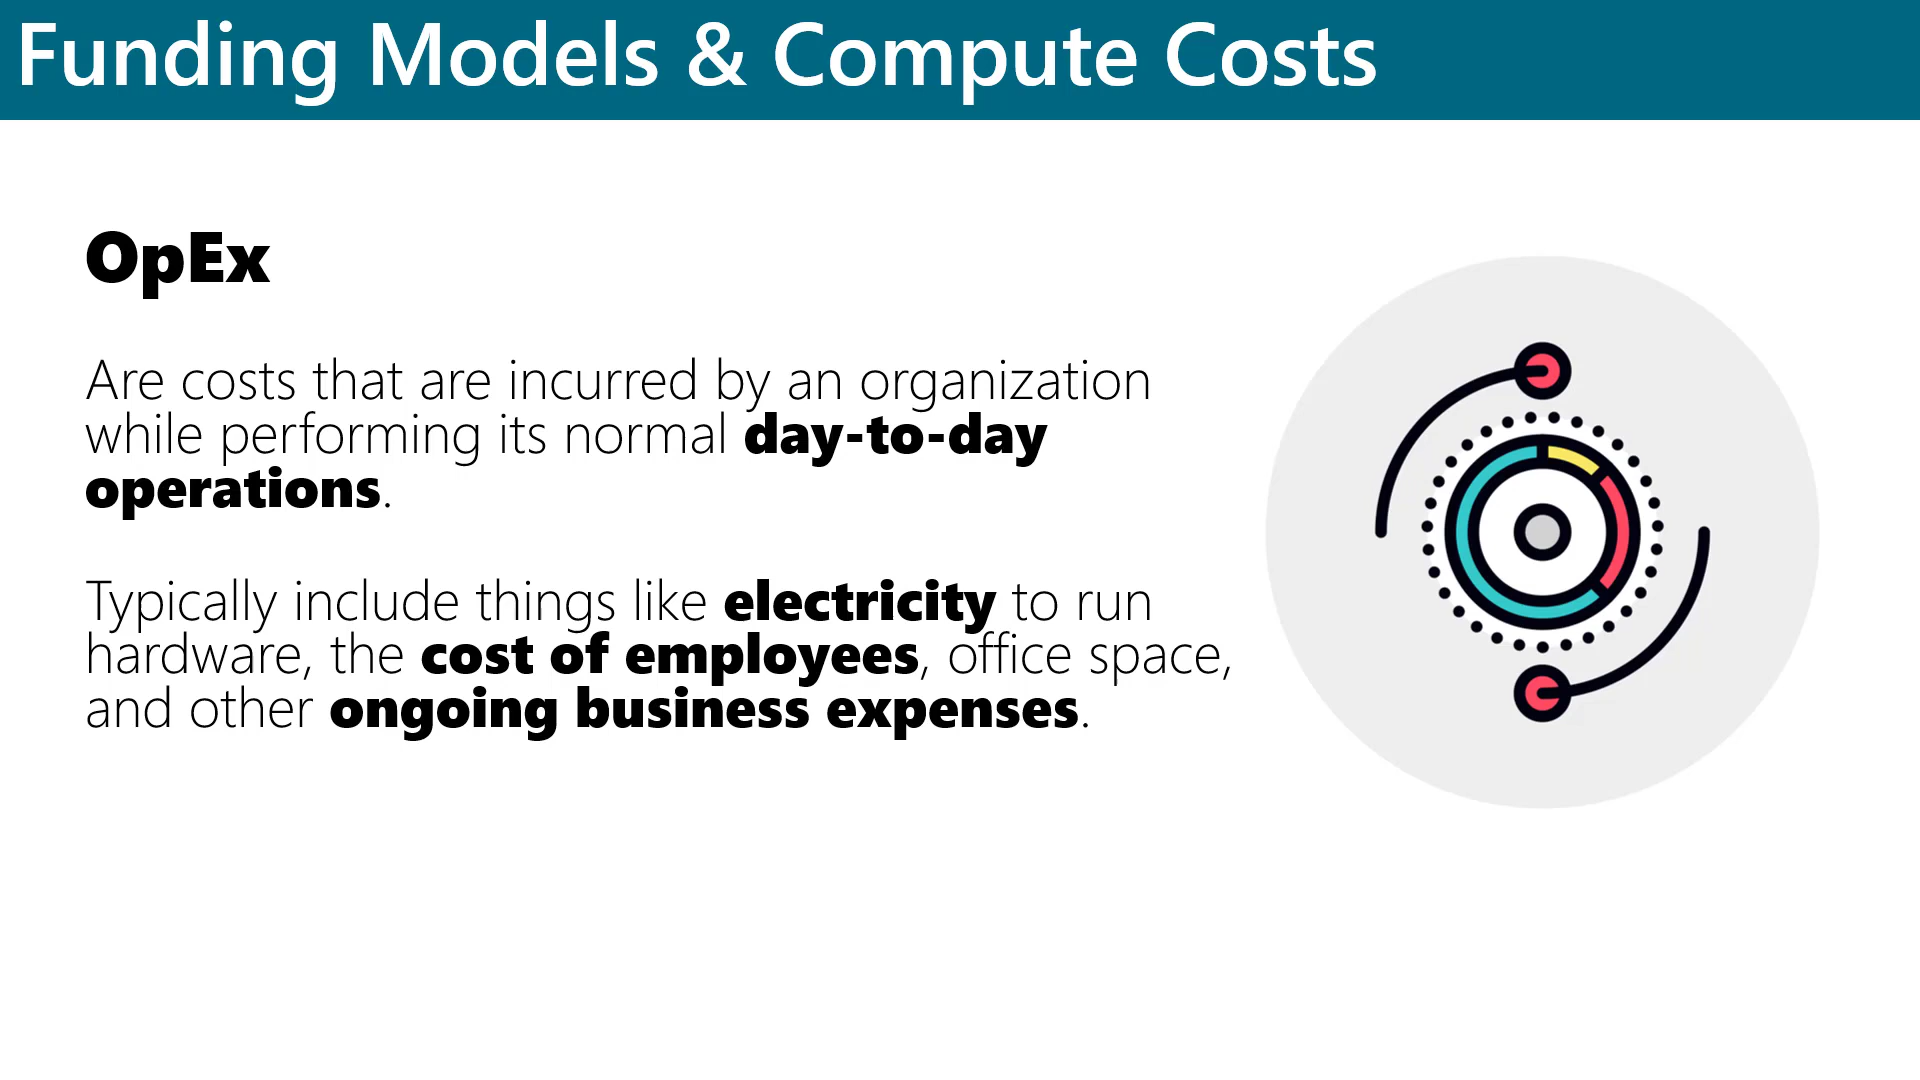 Funding Models & Compute Costs
OpEx
Are costs that are incurred by an organization
while performing its normal day-to-day
operations.
Typically include things like electricity to run
hardware, the cost of employees, office space,
and other ongoing business expenses.